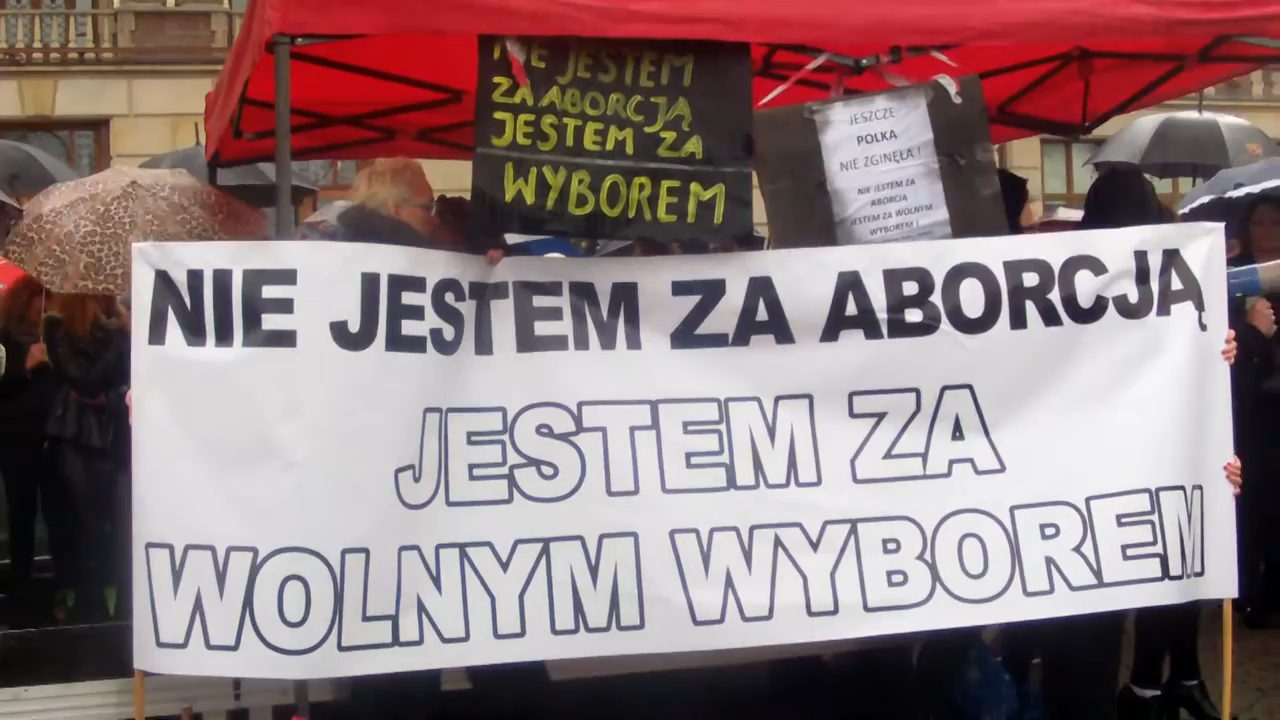 NIE JESTEM
ZA ABORCJĄ
JESTEM ZA
WYBOREM
JESZCZE
POLKA
NIE ZGINĘŁA !
NIE JESTEM ZA
ABORCJĄ
JESTEM ZA WOLNYM
WYBOREM !
NIE JESTEM ZA ABORCJĄ
JESTEM ZA
WOLNYM WYBOREM